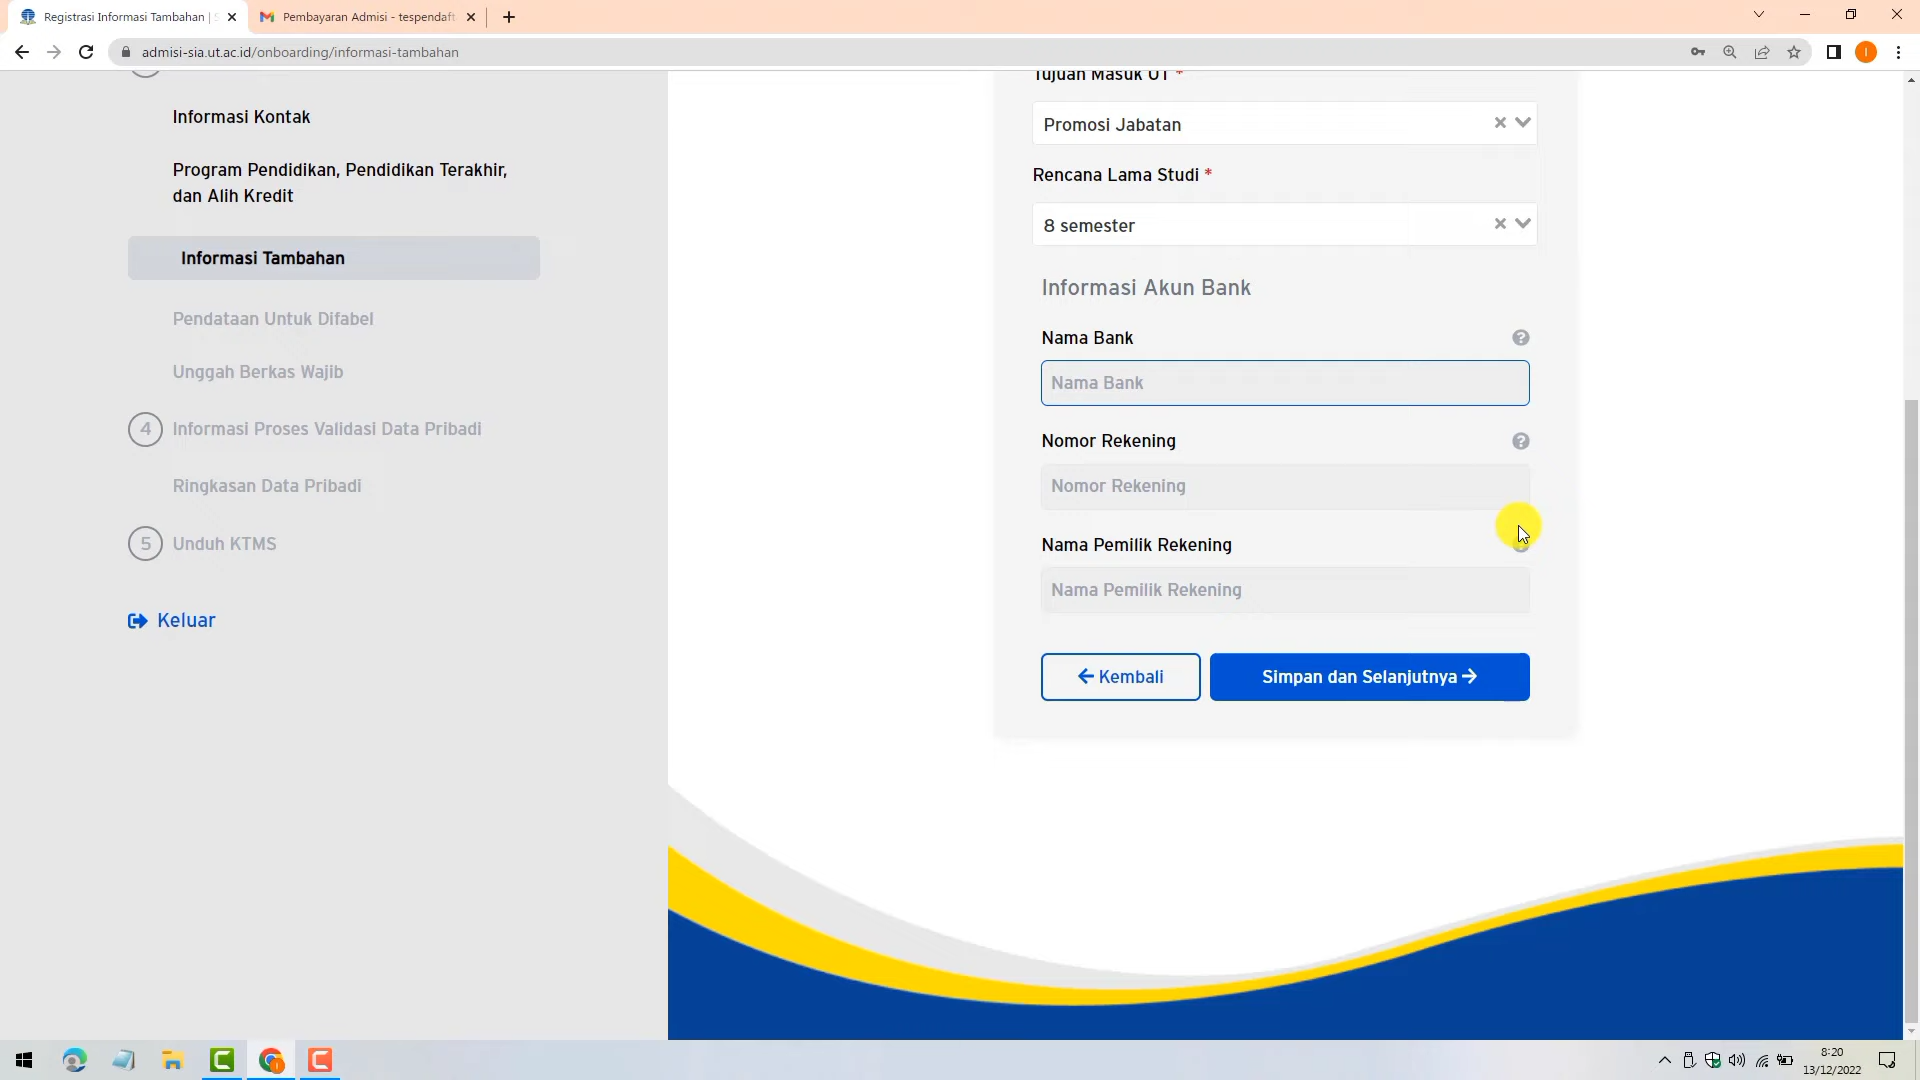 Registrasi Informasi Tambahan |
Pembayaran Admisi - tespendaft
admisi-sia.ut.ac.id/onboarding/informasi-tambahan
I
Informasi Kontak
Program Pendidikan, Pendidikan Terakhir,
dan Alih Kredit
Informasi Tambahan
Pendataan Untuk Difabel
Unggah Berkas Wajib
4 Informasi Proses Validasi Data Pribadi
Ringkasan Data Pribadi
5 Unduh KTMS
Keluar
Tujuan Masuk UT *
Promosi Jabatan
Rencana Lama Studi *
8 semester
Informasi Akun Bank
Nama Bank
Nama Bank
Nomor Rekening
Nomor Rekening
Nama Pemilik Rekening
Nama Pemilik Rekening
Kembali
Simpan dan Selanjutnya
8:20
13/12/2022